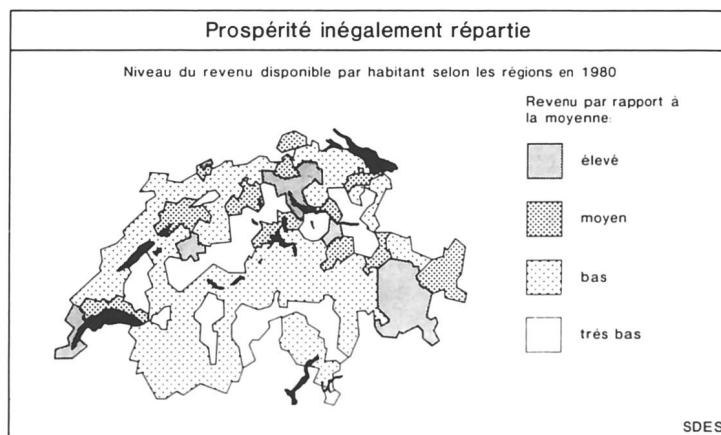 Prospérité inégalement répartie
Niveau du revenu disponible par habitant selon les régions en 1980
Revenu par rapport à
la moyenne:
élevé
moyen
bas
trés bas
SDES